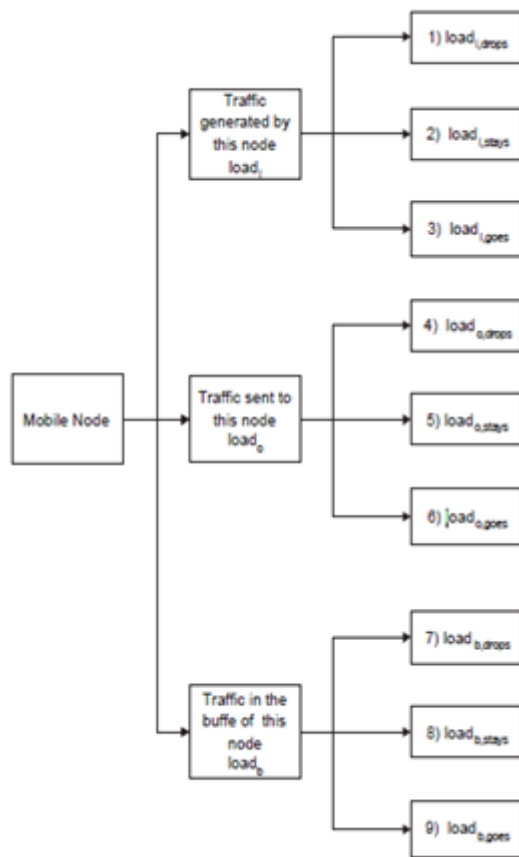 Mobile Node
Traffic
generated by
this node
load_i
1) load_i,drops
2) load_i,stays
3) load_i,goes
Traffic sent to
this node
load_o
4) load_o,drops
5) load_o,stays
6) load_o,goes
Traffic in the
buffe of this
node
load_b
7) load_b,drops
8) load_b,stays
9) load_b,goes